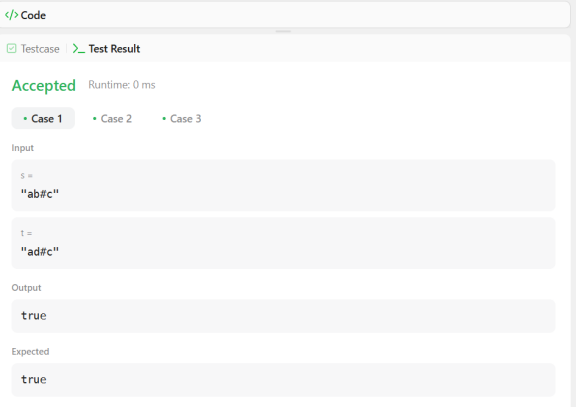 </> Code
Testcase | >_ Test Result
Accepted Runtime: 0 ms
• Case 1 • Case 2 • Case 3
Input
s =
"ab#c"
t =
"ad#c"
Output
true
Expected
true